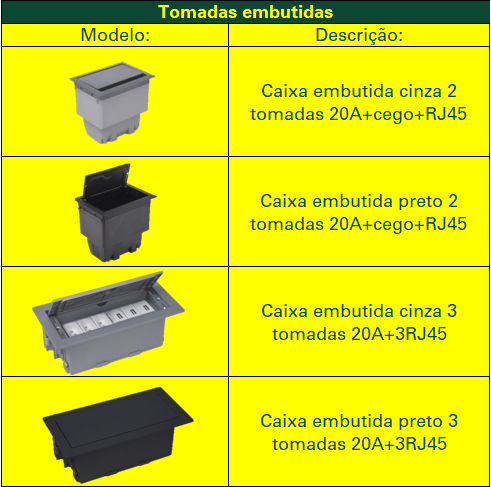 Tomadas embutidas
Modelo:
Descrição:
Caixa embutida cinza 2
tomadas 20A+cego+RJ45
Caixa embutida preto 2
tomadas 20A+cego+RJ45
Caixa embutida cinza 3
tomadas 20A+3RJ45
Caixa embutida preto 3
tomadas 20A+3RJ45